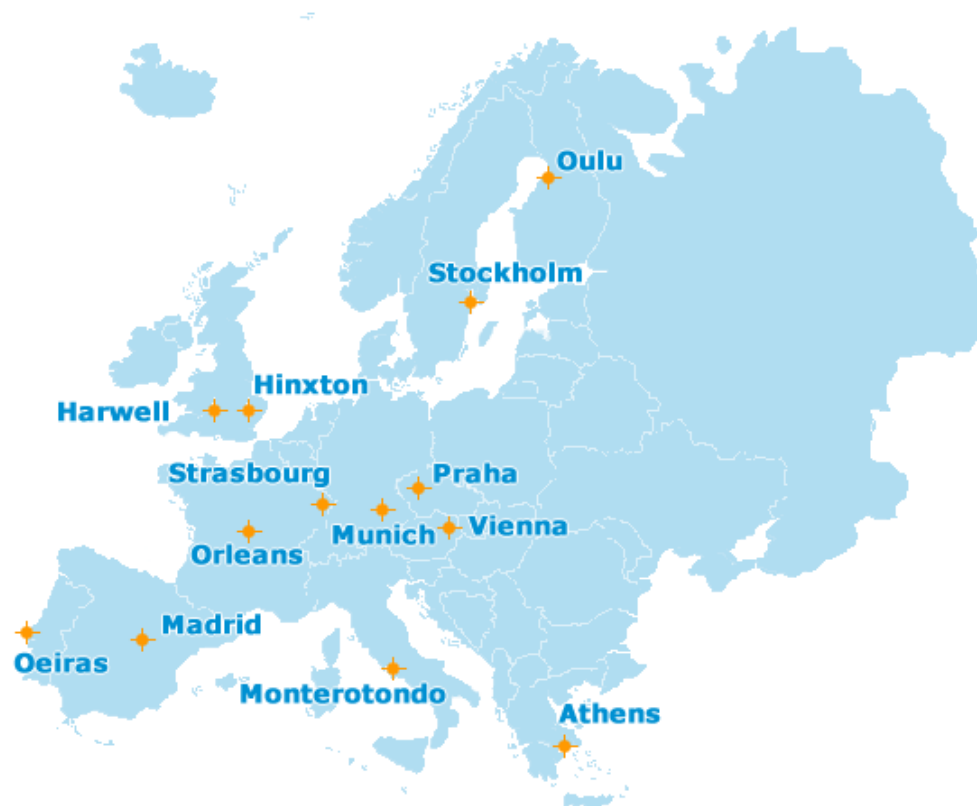 Oulu
Stockholm
Hinxton
Harwell
Strasbourg
Praha
Munich
Vienna
Orleans
Madrid
Oeiras
Monterotondo
Athens